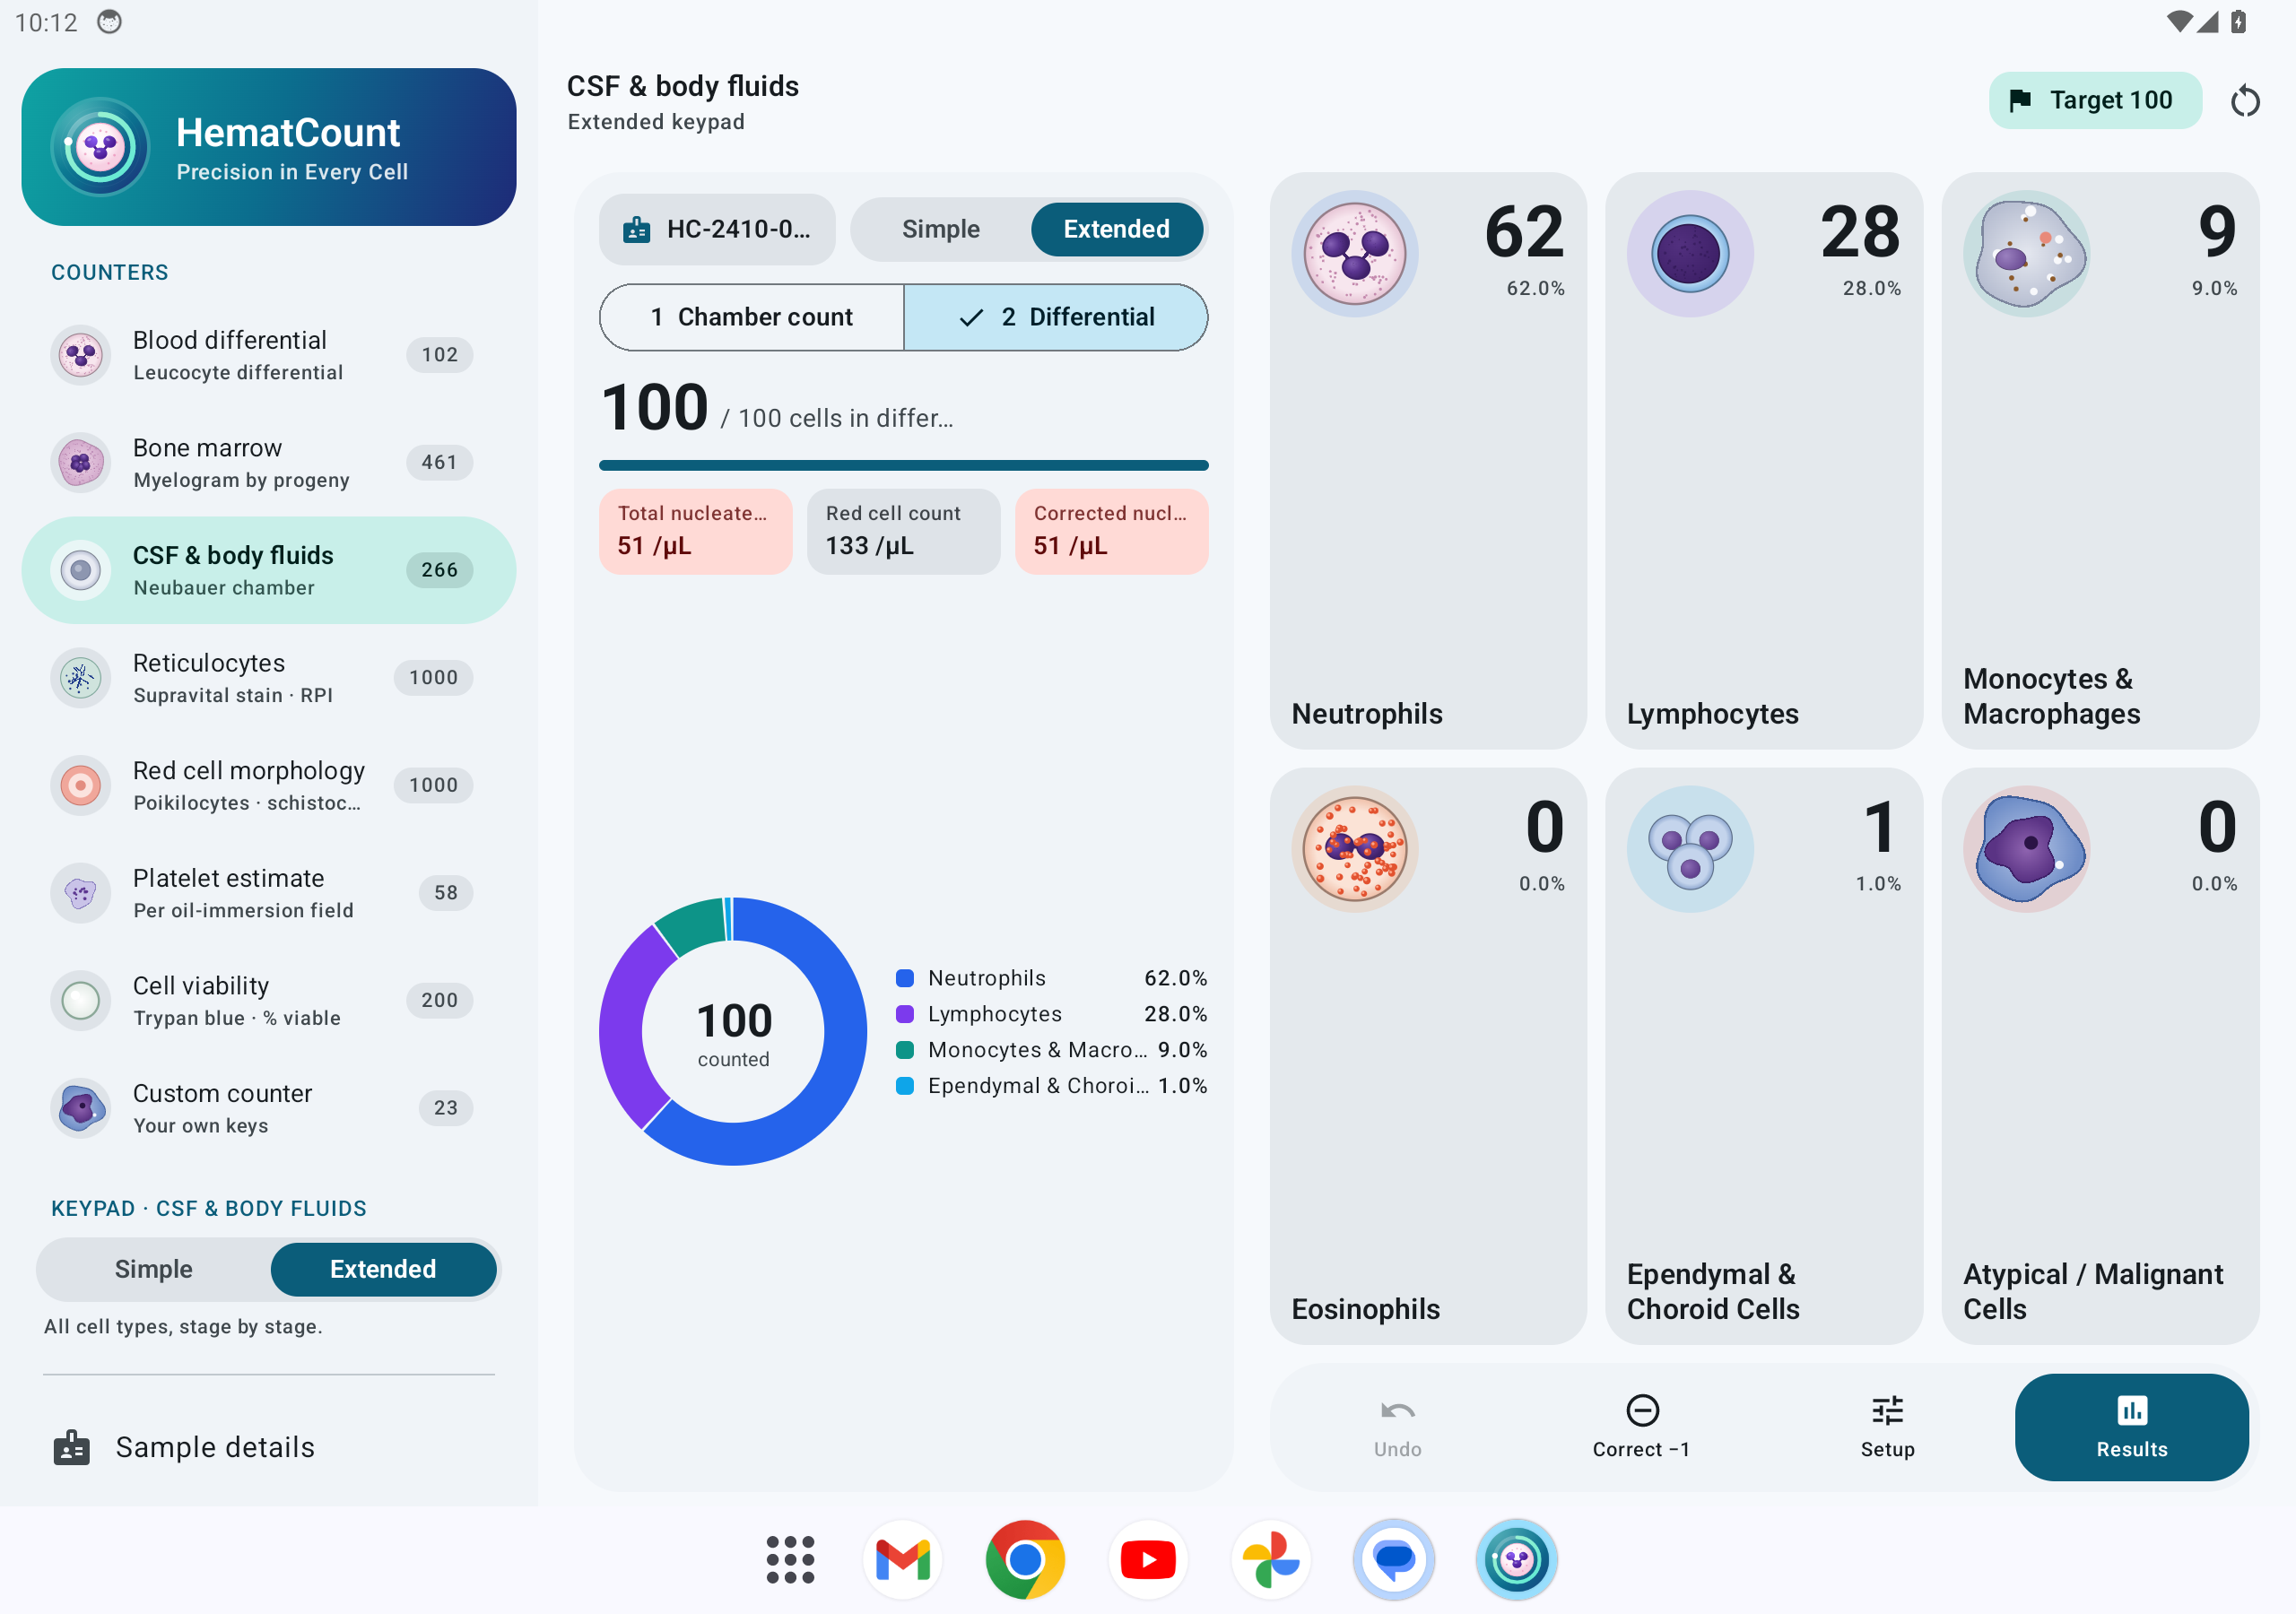 10:12
HematCount
Precision in Every Cell
COUNTERS
Blood differential
Leucocyte differential
102
Bone marrow
Myelogram by progeny
461
CSF & body fluids
Neubauer chamber
266
Reticulocytes
Supravital stain · RPI
1000
Red cell morphology
Poikilocytes · schistoc…
1000
Platelet estimate
Per oil-immersion field
58
Cell viability
Trypan blue · % viable
200
Custom counter
Your own keys
23
KEYPAD · CSF & BODY FLUIDS
Simple
Extended
All cell types, stage by stage.
Sample details
CSF & body fluids
Extended keypad
Target 100
HC-2410-0…
Simple
Extended
1 Chamber count
2 Differential
100 / 100 cells in differ…
Total nucleate…
51 /µL
Red cell count
133 /µL
Corrected nucl…
51 /µL
100
counted
Neutrophils 62.0%
Lymphocytes 28.0%
Monocytes & Macro… 9.0%
Ependymal & Choroi… 1.0%
62
62.0%
Neutrophils
28
28.0%
Lymphocytes
9
9.0%
Monocytes &
Macrophages
0
0.0%
Eosinophils
1
1.0%
Ependymal &
Choroid Cells
0
0.0%
Atypical / Malignant
Cells
Undo
Correct −1
Setup
Results